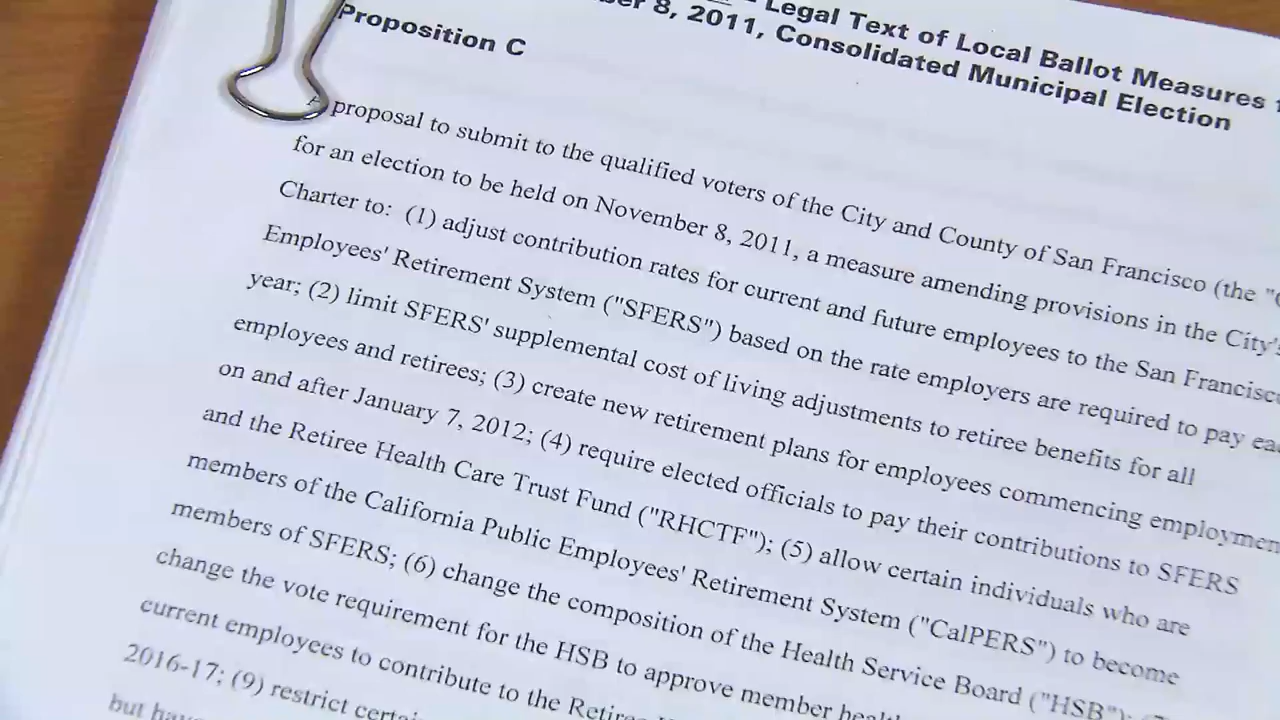 Legal Text of Local Ballot Measures
8, 2011, Consolidated Municipal Election
Proposition C
A proposal to submit to the qualified voters of the City and County of San Francisco (the
for an election to be held on November 8, 2011, a measure amending provisions in the City's
Charter to: (1) adjust contribution rates for current and future employees to the San Francisco
Employees' Retirement System ("SFERS") based on the rate employers are required to pay
year; (2) limit SFERS' supplemental cost of living adjustments to retiree benefits for all
employees and retirees; (3) create new retirement plans for employees commencing employmen
on and after January 7, 2012; (4) require elected officials to pay their contributions to SFERS
and the Retiree Health Care Trust Fund ("RHCTF"); (5) allow certain individuals who are
members of the California Public Employees' Retirement System ("CalPERS") to become
members of SFERS; (6) change the composition of the Health Service Board ("HSB");
change the vote requirement for the HSB to approve member
current employees to contribute to the
2016-17; (9) restrict
but